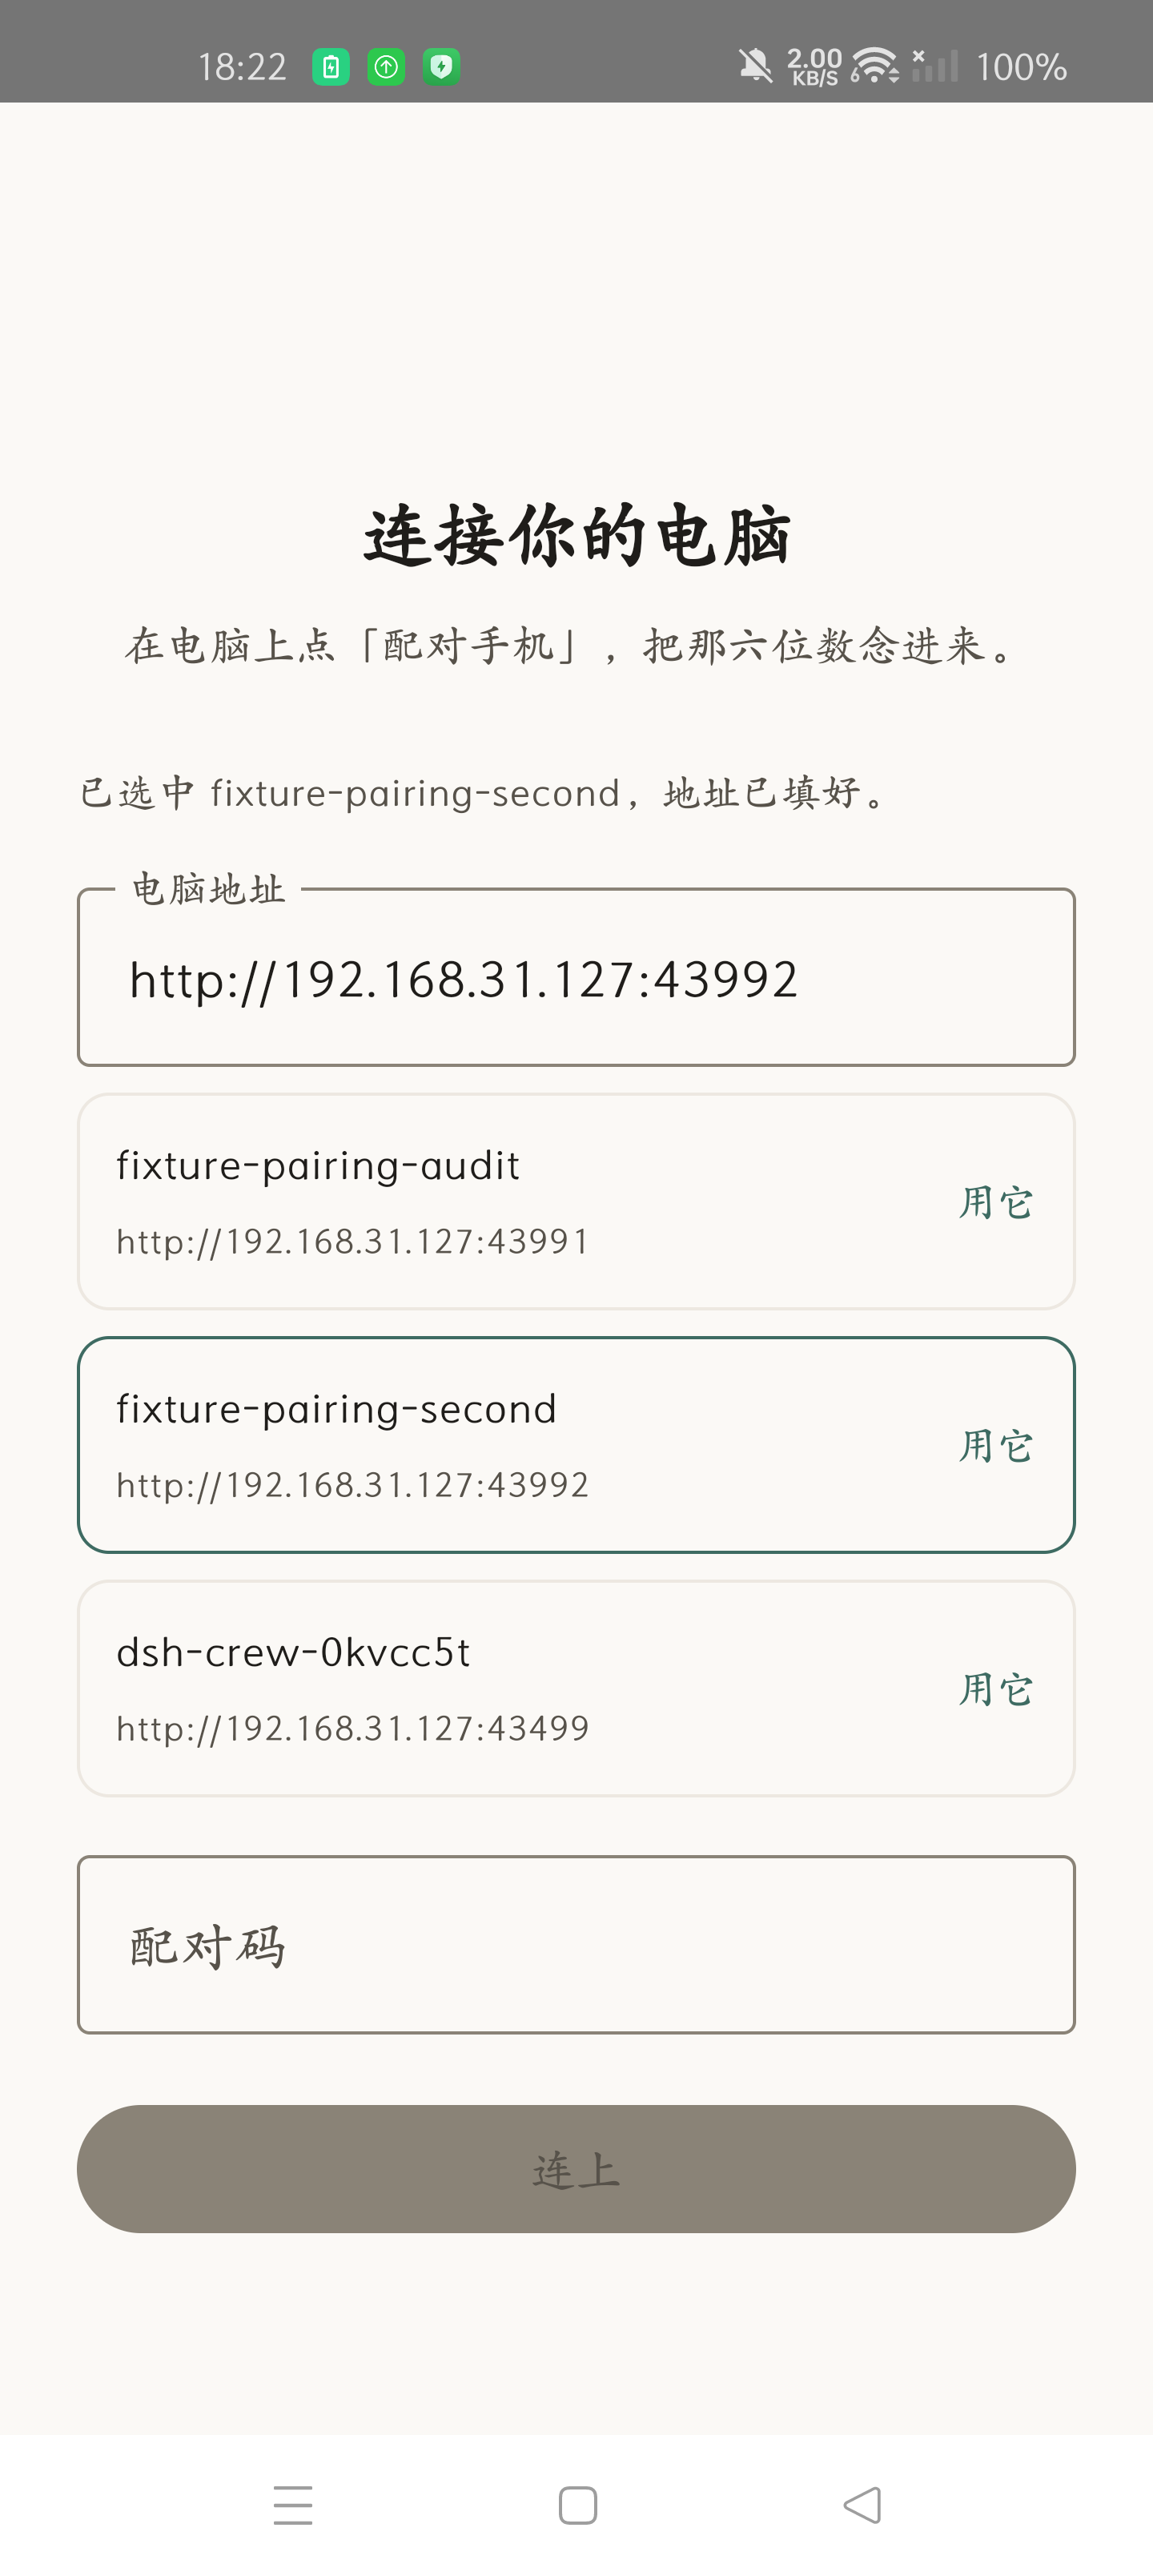 18:22
2.00 KB/S
6
100%
连接你的电脑
在电脑上点「配对手机」，把那六位数念进来。
已选中 fixture-pairing-second，地址已填好。
电脑地址
http://192.168.31.127:43992
fixture-pairing-audit
http://192.168.31.127:43991
用它
fixture-pairing-second
http://192.168.31.127:43992
用它
dsh-crew-0kvcc5t
http://192.168.31.127:43499
用它
配对码
连上